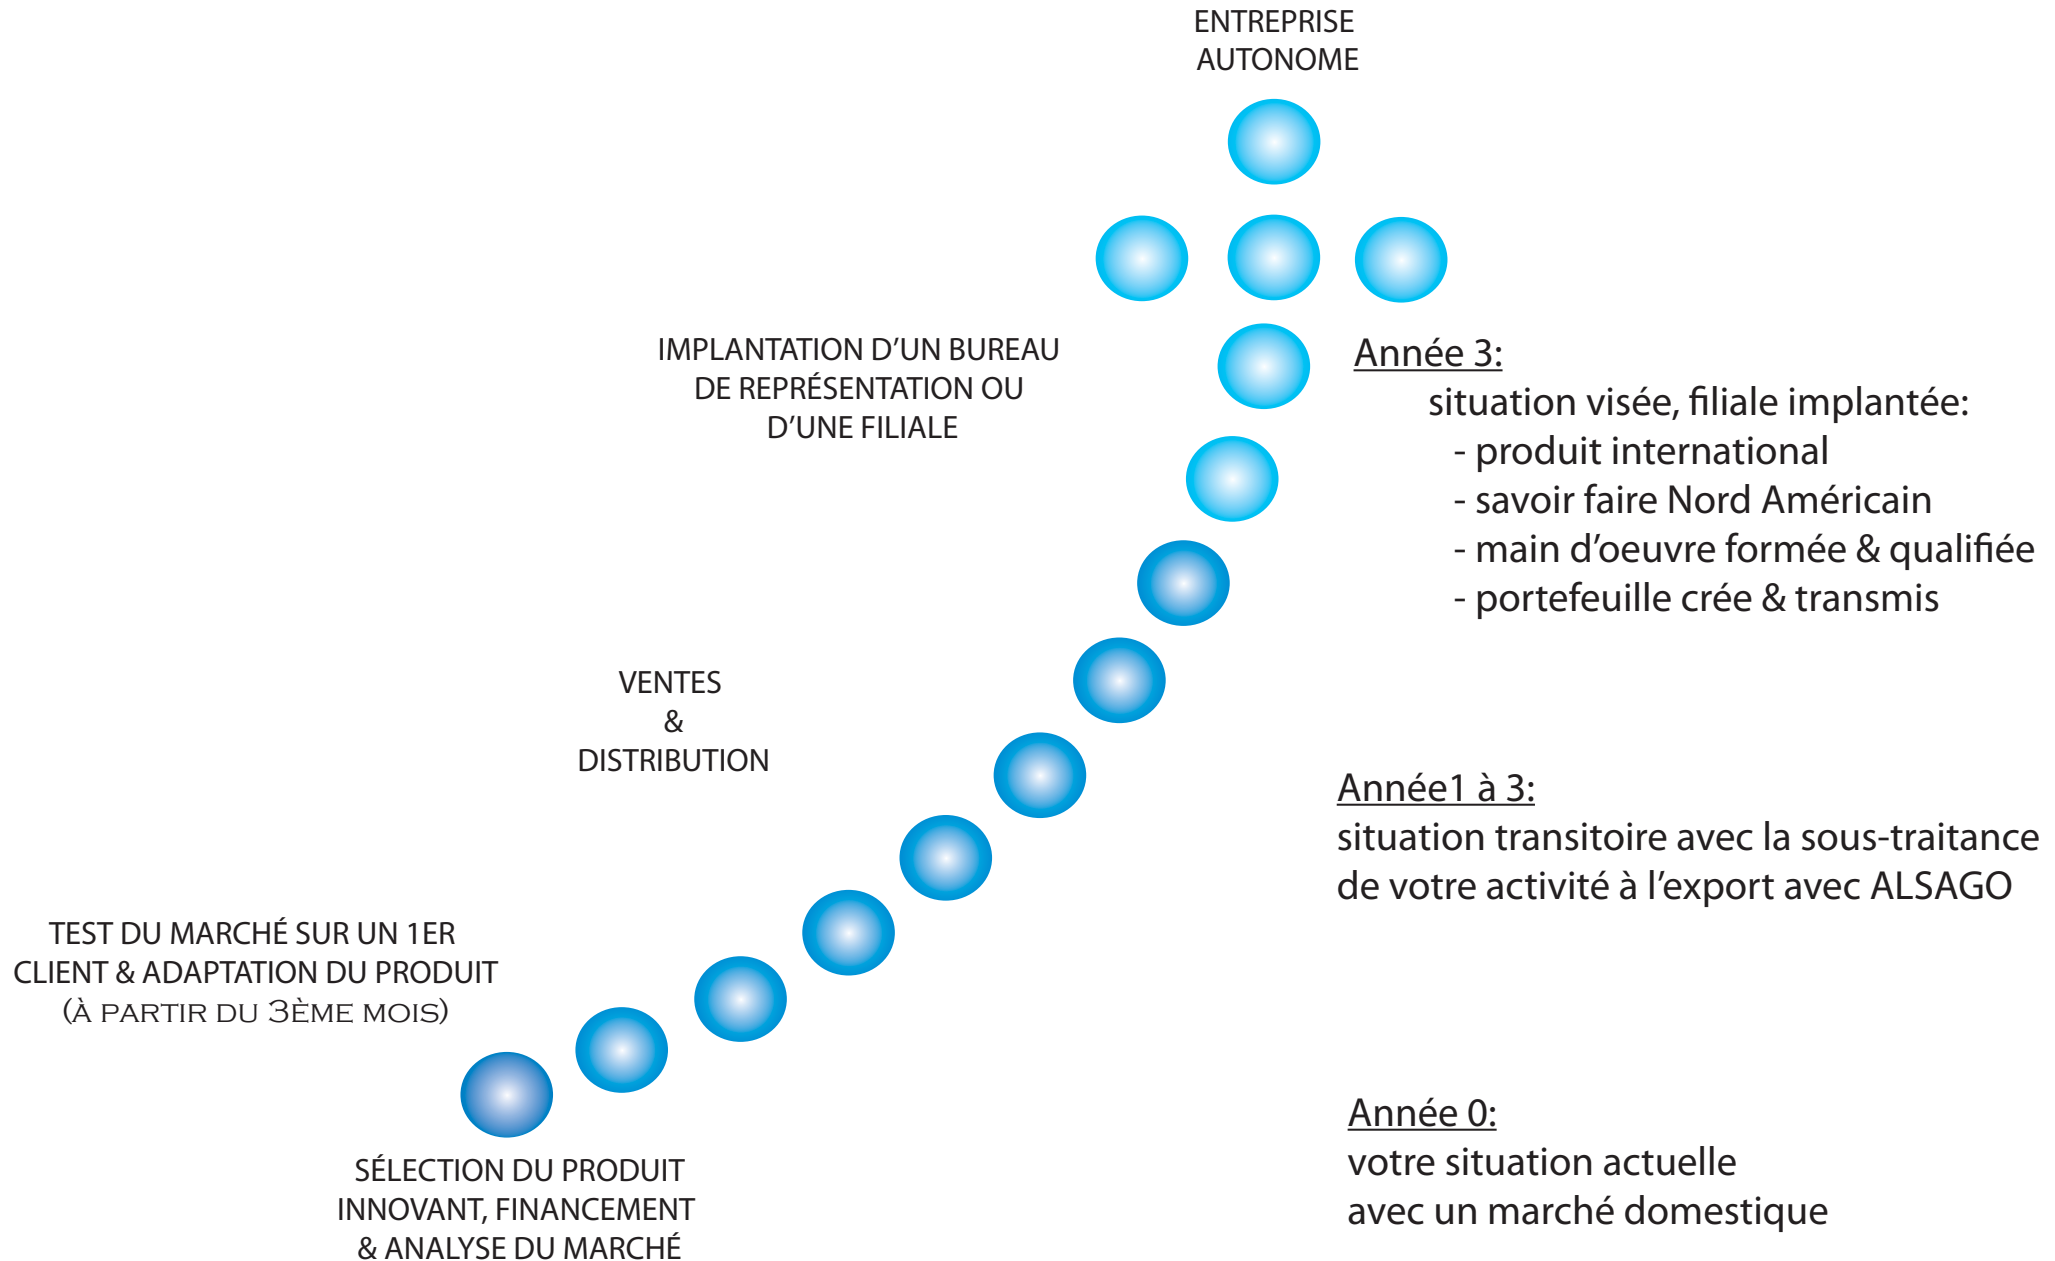 ENTREPRISE
AUTONOME
IMPLANTATION D’UN BUREAU
DE REPRÉSENTATION OU
D’UNE FILIALE
Année 3:
situation visée, filiale implantée:
- produit international
- savoir faire Nord Américain
- main d’oeuvre formée & qualifiée
- portefeuille crée & transmis
VENTES
&
DISTRIBUTION
Année1 à 3:
situation transitoire avec la sous-traitance
de votre activité à l’export avec ALSAGO
TEST DU MARCHÉ SUR UN 1ER
CLIENT & ADAPTATION DU PRODUIT
(À PARTIR DU 3ÈME MOIS)
Année 0:
votre situation actuelle
avec un marché domestique
SÉLECTION DU PRODUIT
INNOVANT, FINANCEMENT
& ANALYSE DU MARCHÉ